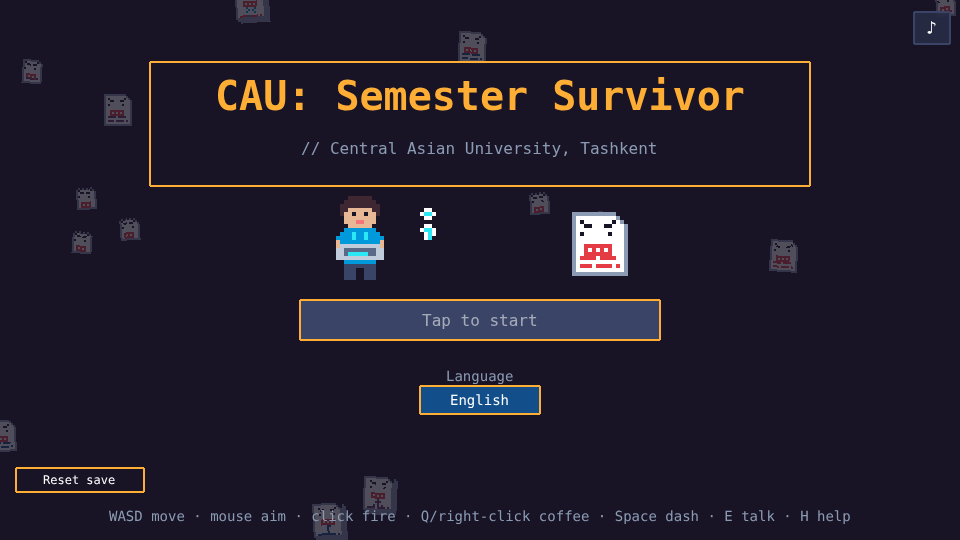 ♪
CAU: Semester Survivor
// Central Asian University, Tashkent
Tap to start
Language
English
Reset save
WASD move · mouse aim · click fire · Q/right-click coffee · Space dash · E talk · H help